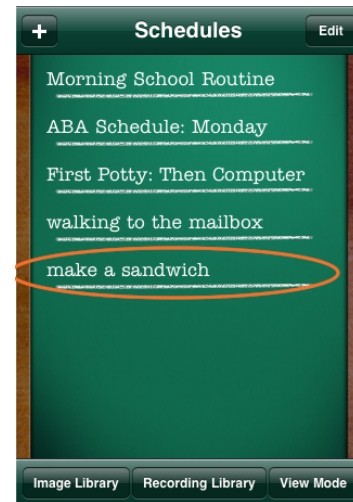 + Schedules Edit
Morning School Routine
ABA Schedule: Monday
First Potty: Then Computer
walking to the mailbox
make a sandwich
Image Library Recording Library View Mode